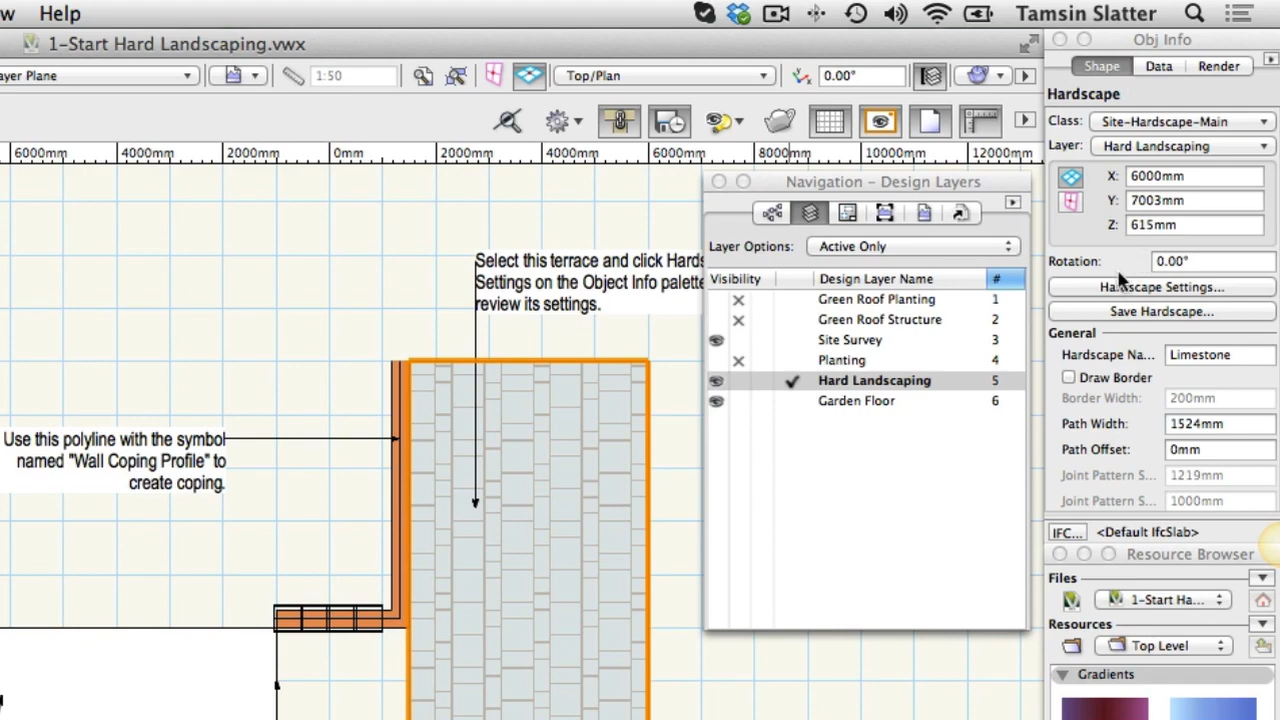 w Help
Tamsin Slatter
1-Start Hard Landscaping.vwx
Obj Info
ayer Plane
1:50
Top/Plan
0.00°
Shape
Data
Render
Hardscape
Class: Site-Hardscape-Main
Layer: Hard Landscaping
6000mm
4000mm
2000mm
0mm
2000mm
4000mm
6000mm
8000mm
10000mm
12000mm
X: 6000mm
Y: 7003mm
Z: 615mm
Rotation: 0.00°
Hardscape Settings...
Save Hardscape...
General
Hardscape Na... Limestone
Draw Border
Border Width: 200mm
Path Width: 1524mm
Path Offset: 0mm
Joint Pattern S... 1219mm
Joint Pattern S... 1000mm
IFC... <Default IfcSlab>
Resource Browser
Files
1-Start Ha...
Resources
Top Level
Gradients
Navigation – Design Layers
Layer Options: Active Only
Visibility Design Layer Name #
Green Roof Planting 1
Green Roof Structure 2
Site Survey 3
Planting 4
Hard Landscaping 5
Garden Floor 6
Select this terrace and click Hards
Settings on the Object Info palette
review its settings.
Use this polyline with the symbol
named "Wall Coping Profile" to
create coping.